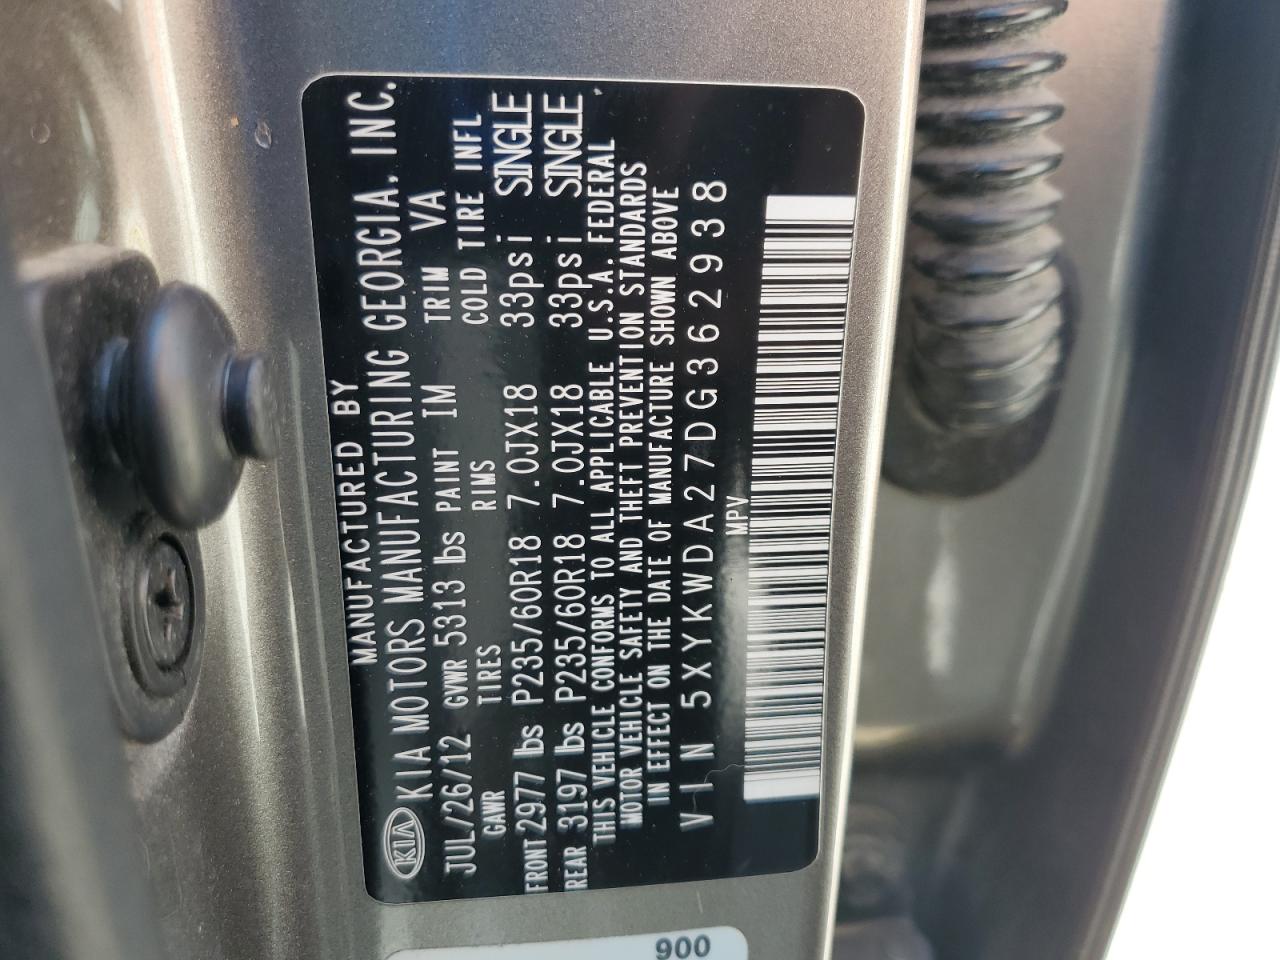 MANUFACTURED BY
KIA KIA MOTORS MANUFACTURING GEORGIA. INC.
JUL/26/12 GVWR 5313 lbs PAINT IM TRIM VA
GAWR TIRES RIMS COLD TIRE INFL
FRONT 2977 lbs P235/60R18 7.0JX18 33psi SINGLE
REAR 3197 lbs P235/60R18 7.0JX18 33psi SINGLE
THIS VEHICLE CONFORMS TO ALL APPLICABLE U.S.A. FEDERAL
MOTOR VEHICLE SAFETY AND THEFT PREVENTION STANDARDS
IN EFFECT ON THE DATE OF MANUFACTURE SHOWN ABOVE
VIN 5XYKWDA27DG362938
MPV
900